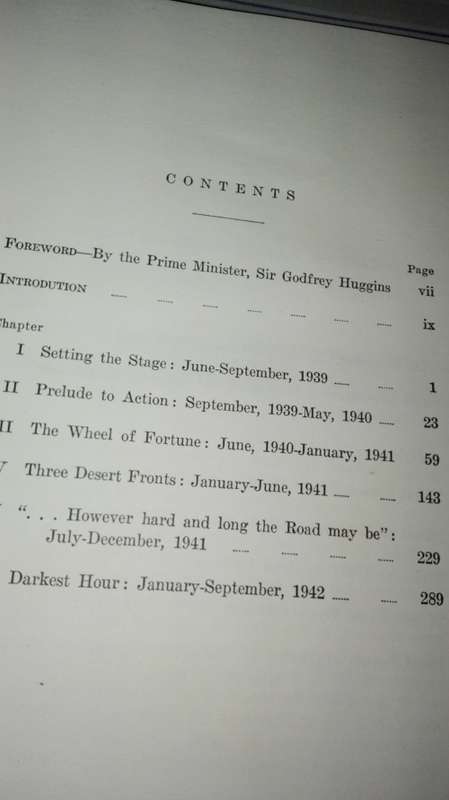 CONTENTS
Page
FOREWORD—By the Prime Minister, Sir Godfrey Huggins vii
INTRODUTION ...... ...... ...... ...... ...... ...... ...... ix
Chapter
I Setting the Stage: June-September, 1939 ...... ...... 1
II Prelude to Action: September, 1939-May, 1940 ...... 23
II The Wheel of Fortune: June, 1940-January, 1941 59
V Three Desert Fronts: January-June, 1941 ...... ...... 143
". . . However hard and long the Road may be":
July-December, 1941 ...... ...... ...... ...... 229
Darkest Hour: January-September, 1942 ...... ...... 289